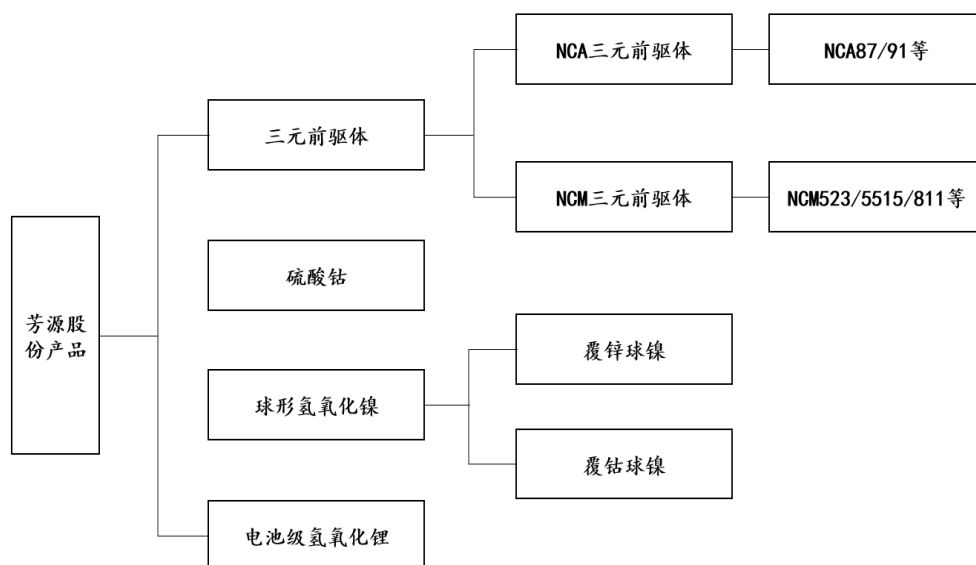 NCA三元前驱体
NCA87/91等
三元前驱体
NCM三元前驱体
NCM523/5515/811等
硫酸钴
芳源股
份产品
覆锌球镍
球形氢氧化镍
覆钴球镍
电池级氢氧化锂